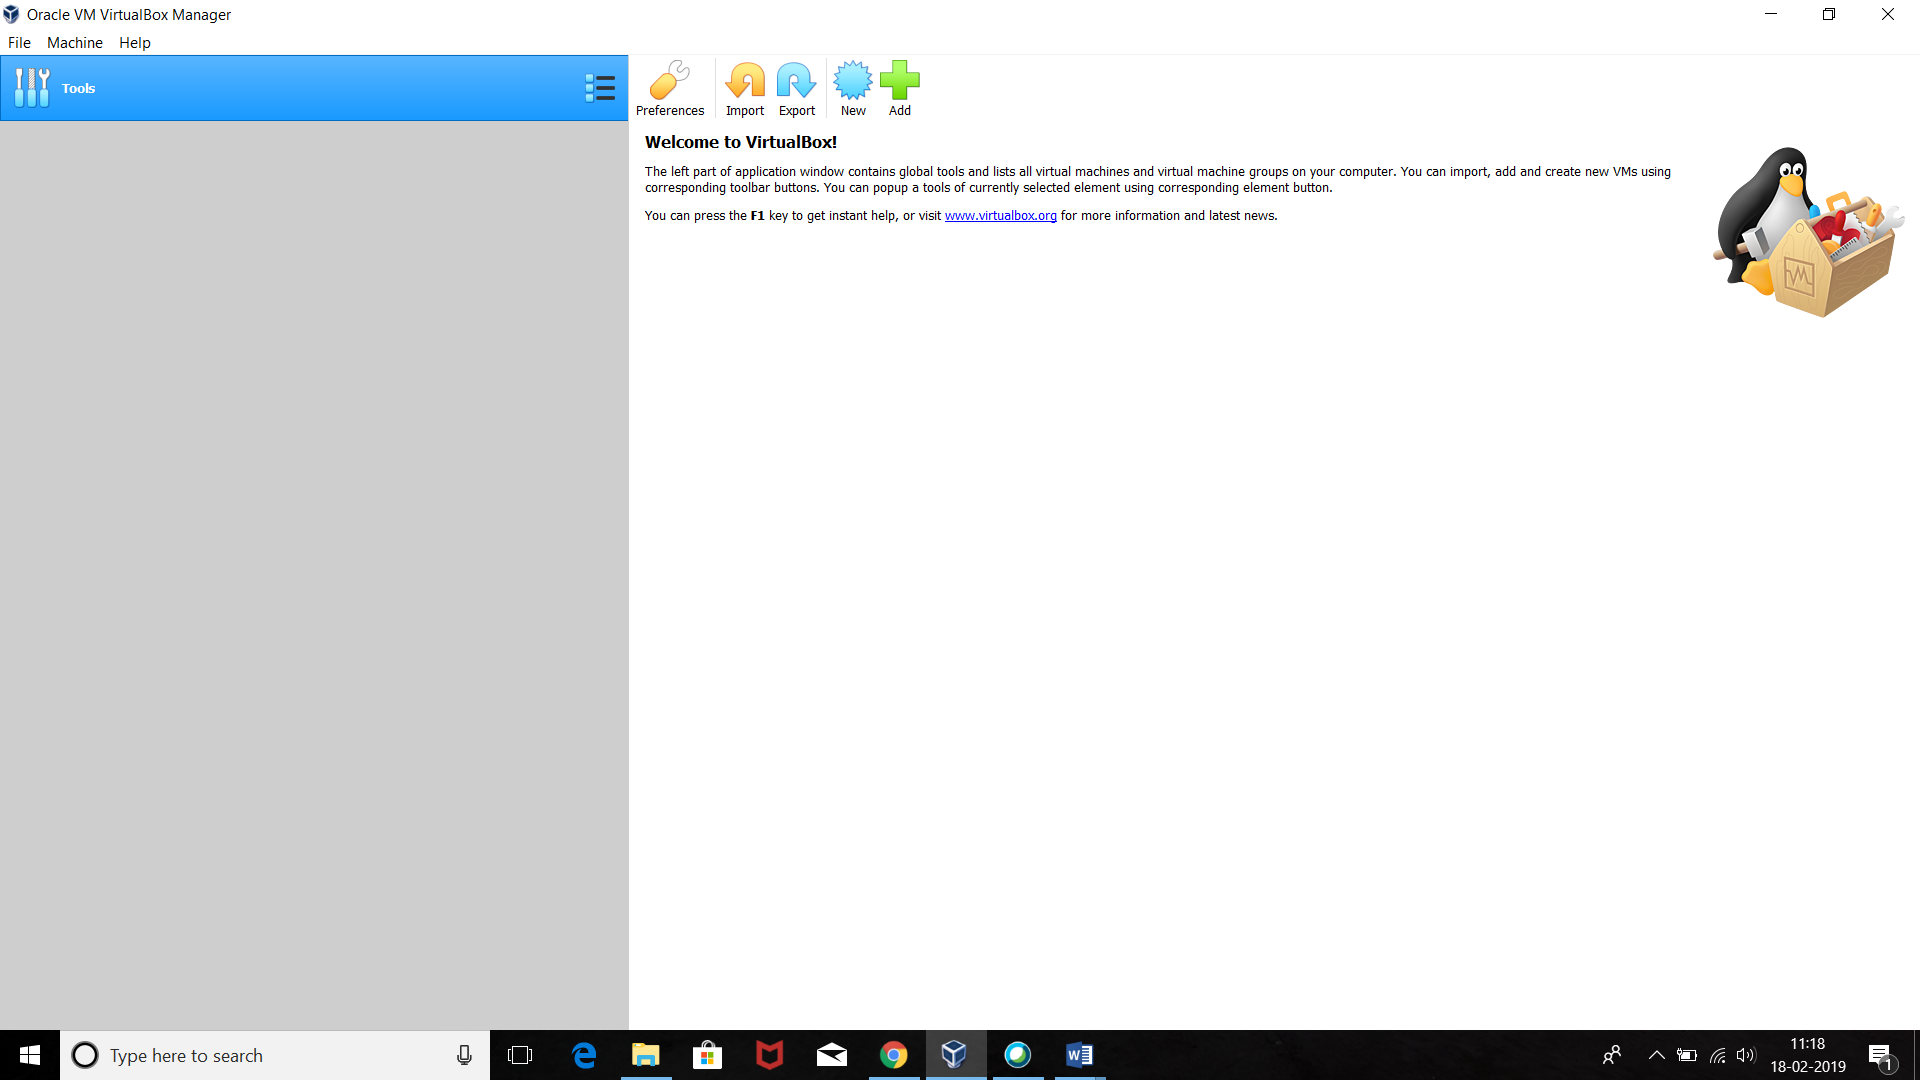 Oracle VM VirtualBox Manager
File Machine Help
Tools
Preferences Import Export New Add
Welcome to VirtualBox!
The left part of application window contains global tools and lists all virtual machines and virtual machine groups on your computer. You can import, add and create new VMs using
corresponding toolbar buttons. You can popup a tools of currently selected element using corresponding element button.
You can press the F1 key to get instant help, or visit www.virtualbox.org for more information and latest news.
Type here to search
11:18
18-02-2019
1